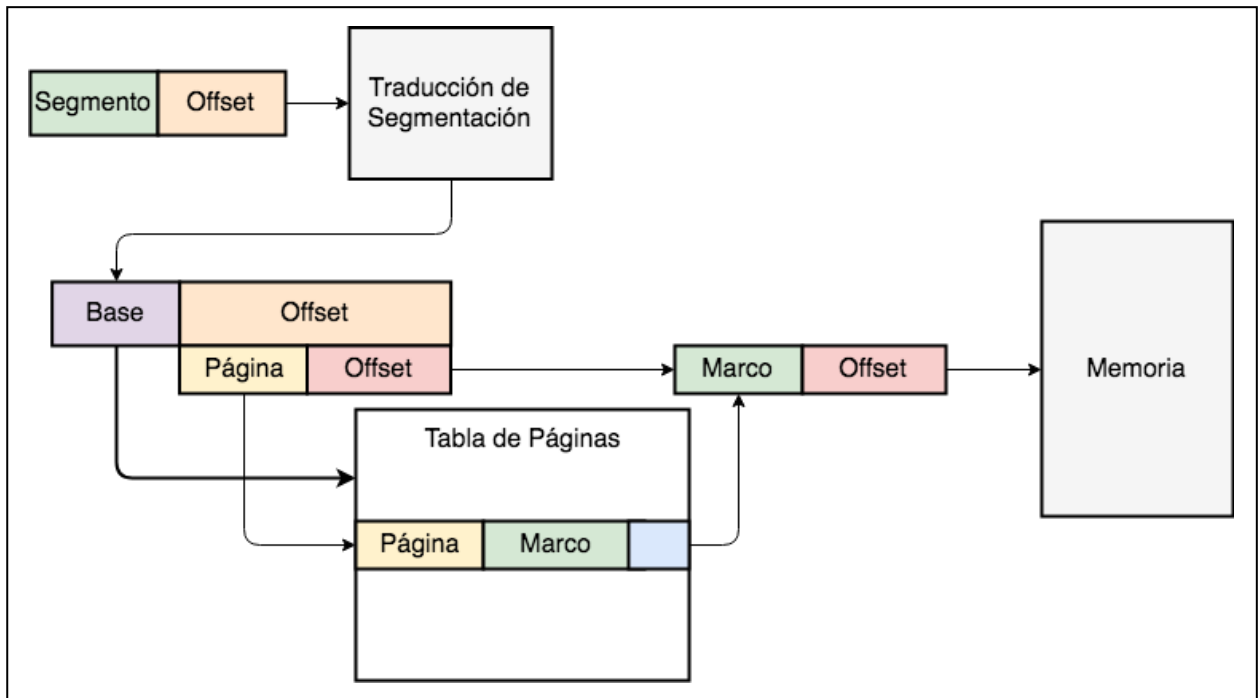 Segmento
Offset
Traducción de
Segmentación
Base
Offset
Página
Offset
Marco
Offset
Memoria
Tabla de Páginas
Página
Marco